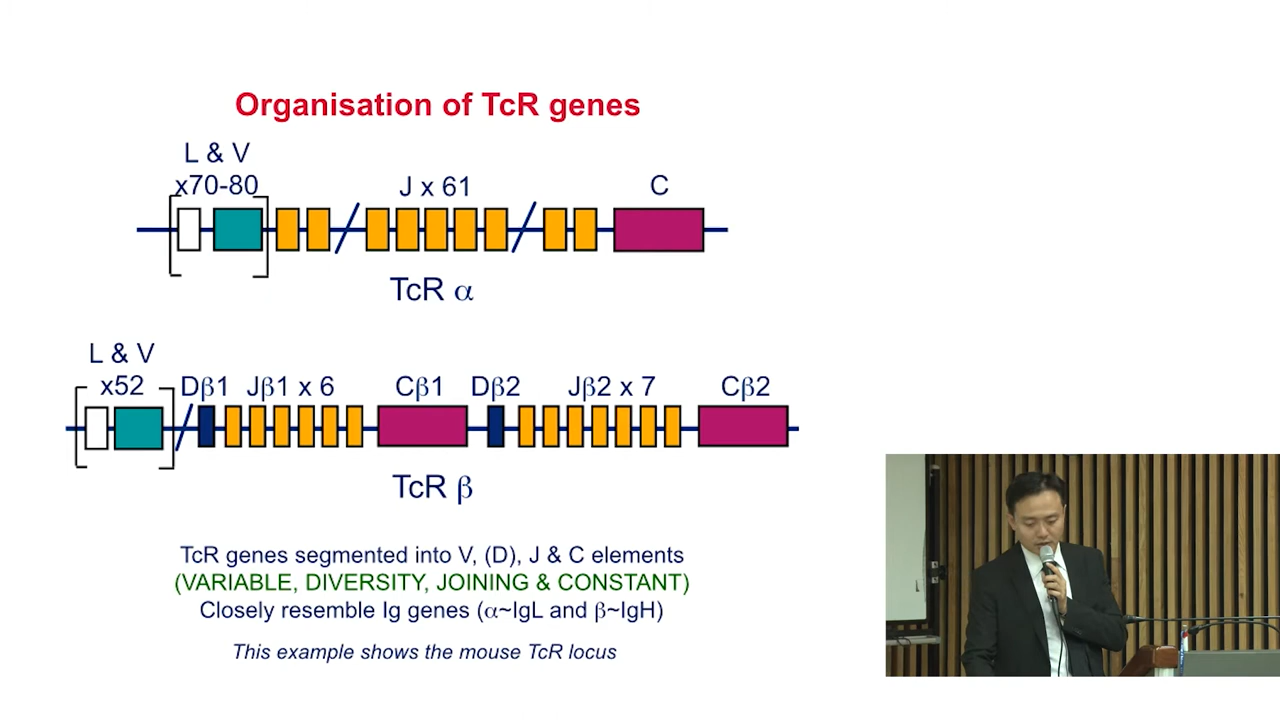 Organisation of TcR genes
L & V
x70-80
J x 61
C
TcR α
L & V
x52
Dβ1
Jβ1 x 6
Cβ1
Dβ2
Jβ2 x 7
Cβ2
TcR β
TcR genes segmented into V, (D), J & C elements
(VARIABLE, DIVERSITY, JOINING & CONSTANT)
Closely resemble Ig genes (α~IgL and β~IgH)
This example shows the mouse TcR locus